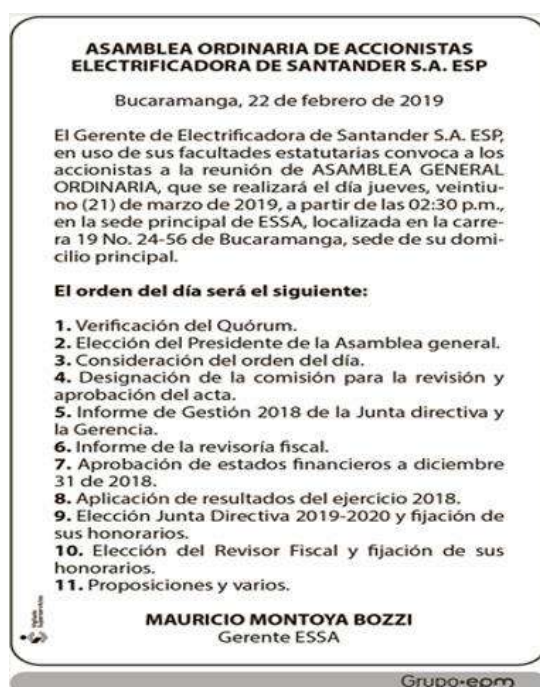 ASAMBLEA ORDINARIA DE ACCIONISTAS
ELECTRIFICADORA DE SANTANDER S.A. ESP
Bucaramanga, 22 de febrero de 2019
El Gerente de Electrificadora de Santander S.A. ESP,
en uso de sus facultades estatutarias convoca a los
accionistas a la reunión de ASAMBLEA GENERAL
ORDINARIA, que se realizará el día jueves, veintiu-
no (21) de marzo de 2019, a partir de las 02:30 p.m.,
en la sede principal de ESSA, localizada en la carre-
ra 19 No. 24-56 de Bucaramanga, sede de su domi-
cilio principal.
El orden del día será el siguiente:
1. Verificación del Quórum.
2. Elección del Presidente de la Asamblea general.
3. Consideración del orden del día.
4. Designación de la comisión para la revisión y
aprobación del acta.
5. Informe de Gestión 2018 de la Junta directiva y
la Gerencia.
6. Informe de la revisoría fiscal.
7. Aprobación de estados financieros a diciembre
31 de 2018.
8. Aplicación de resultados del ejercicio 2018.
9. Elección Junta Directiva 2019-2020 y fijación de
sus honorarios.
10. Elección del Revisor Fiscal y fijación de sus
honorarios.
11. Proposiciones y varios.
MAURICIO MONTOYA BOZZI
Gerente ESSA
Grupo•epm